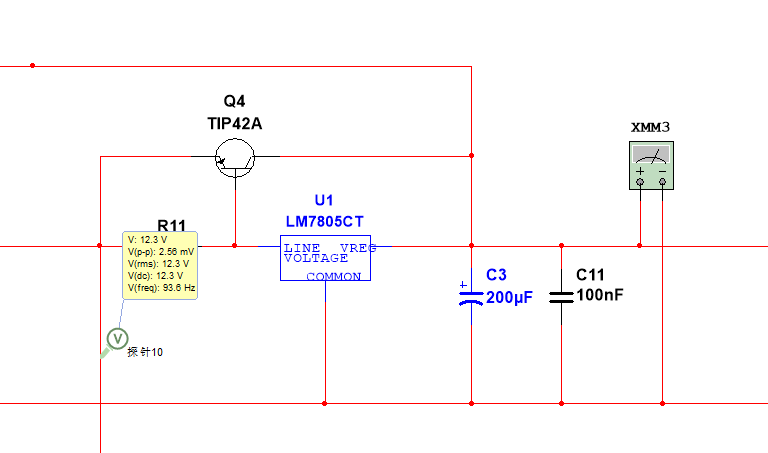 Q4
TIP42A
XMM3
+
−
U1
LM7805CT
R11
V: 12.3 V
V(p-p): 2.56 mV
V(rms): 12.3 V
V(dc): 12.3 V
V(freq): 93.6 Hz
LINE VREG
VOLTAGE
COMMON
+
C3
200µF
C11
100nF
V
探针10